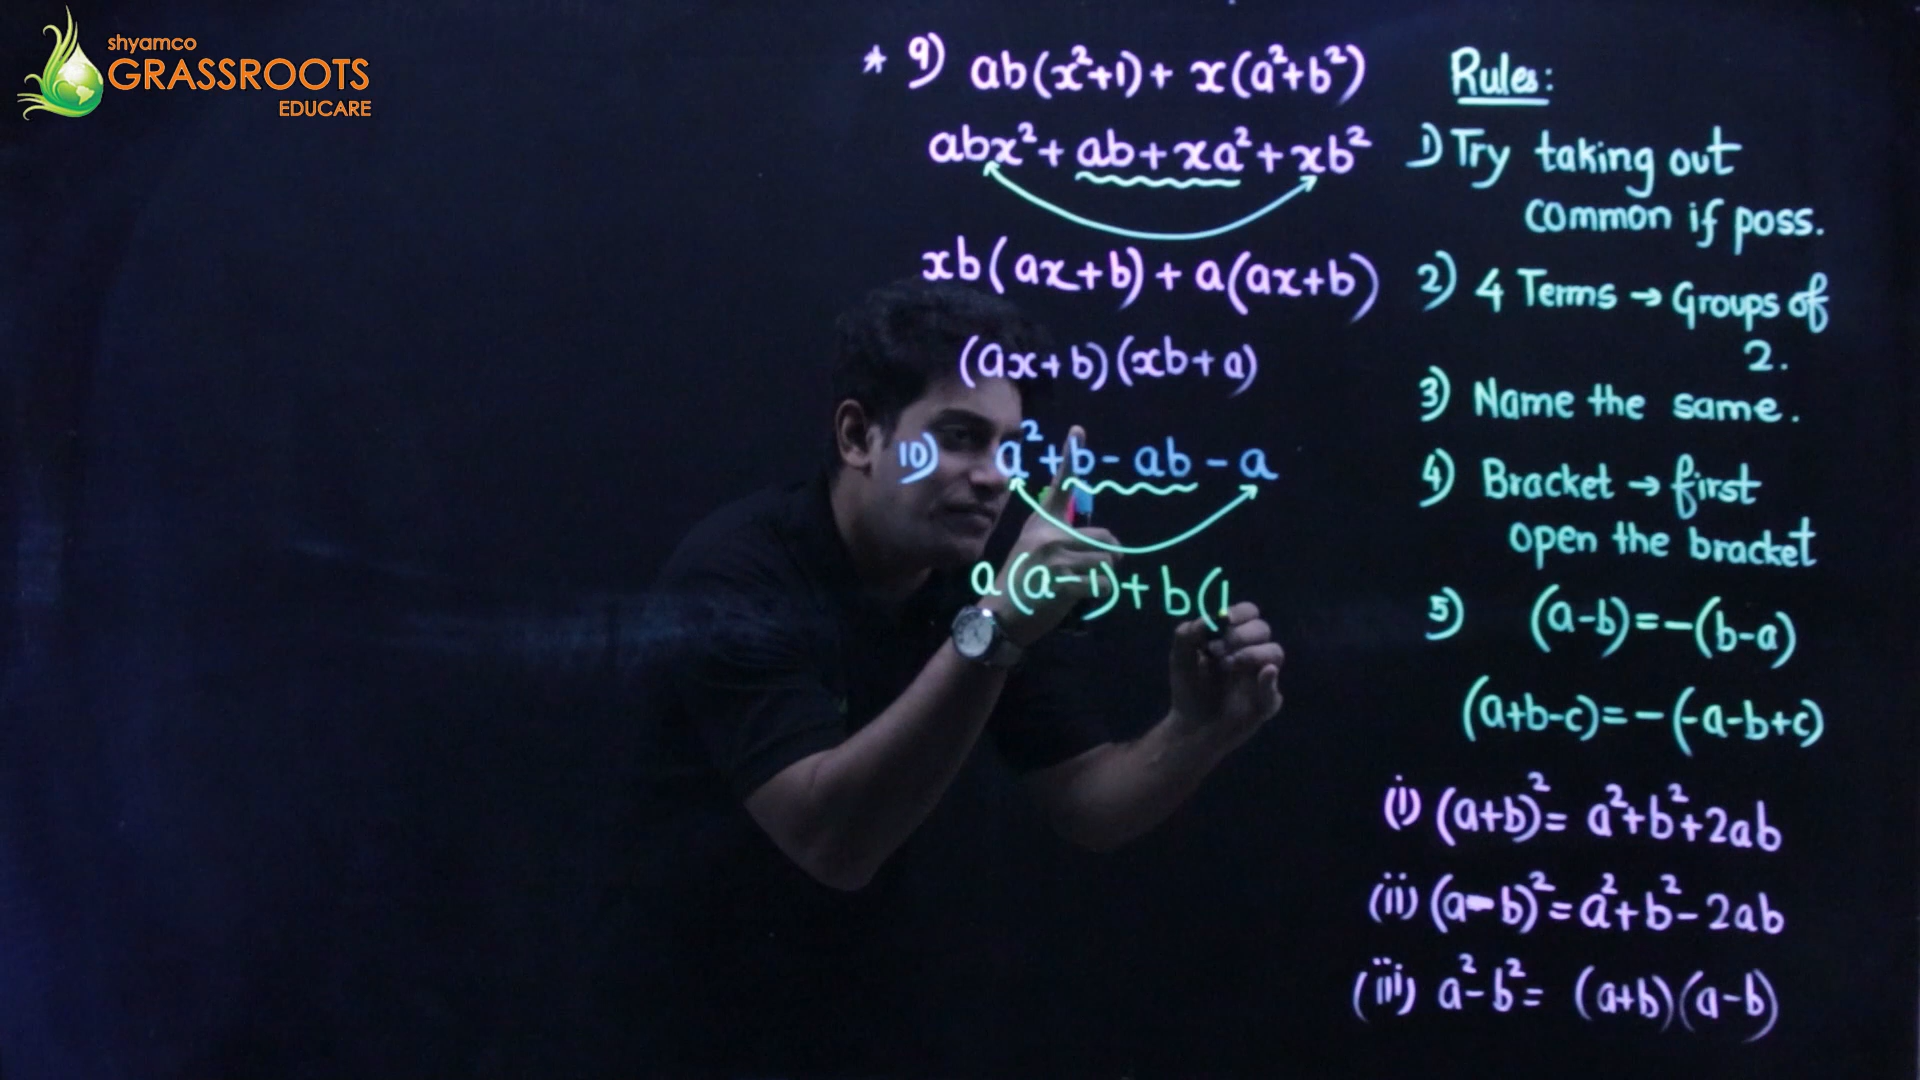 shyamco
GRASSROOTS
EDUCARE
* 9) ab(x²+1) + x(a²+b²)
abx² + ab + xa² + xb²
xb(ax+b) + a(ax+b)
(ax+b)(xb+a)
10) a²+b - ab - a
a(a-1) + b(1
Rules:
1) Try taking out
common if poss.
2) 4 Terms → Groups of
2.
3) Name the same.
4) Bracket → first
open the bracket
5) (a-b) = -(b-a)
(a+b-c) = -(-a-b+c)
(i) (a+b)² = a²+b²+2ab
(ii) (a-b)² = a²+b²-2ab
(iii) a²-b² = (a+b)(a-b)